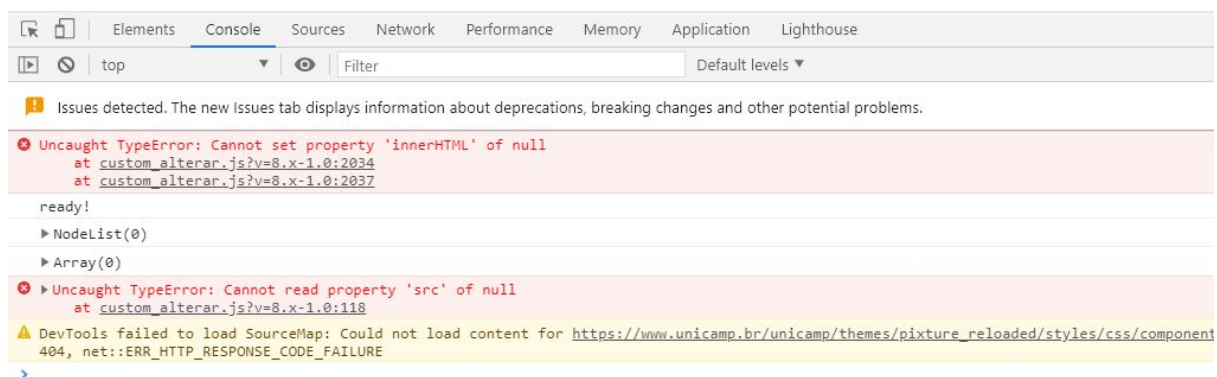 Elements Console Sources Network Performance Memory Application Lighthouse
top Filter Default levels
Issues detected. The new Issues tab displays information about deprecations, breaking changes and other potential problems.
Uncaught TypeError: Cannot set property 'innerHTML' of null
at custom_alterar.js?v=8.x-1.0:2034
at custom_alterar.js?v=8.x-1.0:2037
ready!
NodeList(0)
Array(0)
Uncaught TypeError: Cannot read property 'src' of null
at custom_alterar.js?v=8.x-1.0:118
DevTools failed to load SourceMap: Could not load content for https://www.unicamp.br/unicamp/themes/pixture_reloaded/styles/css/component
404, net::ERR_HTTP_RESPONSE_CODE_FAILURE